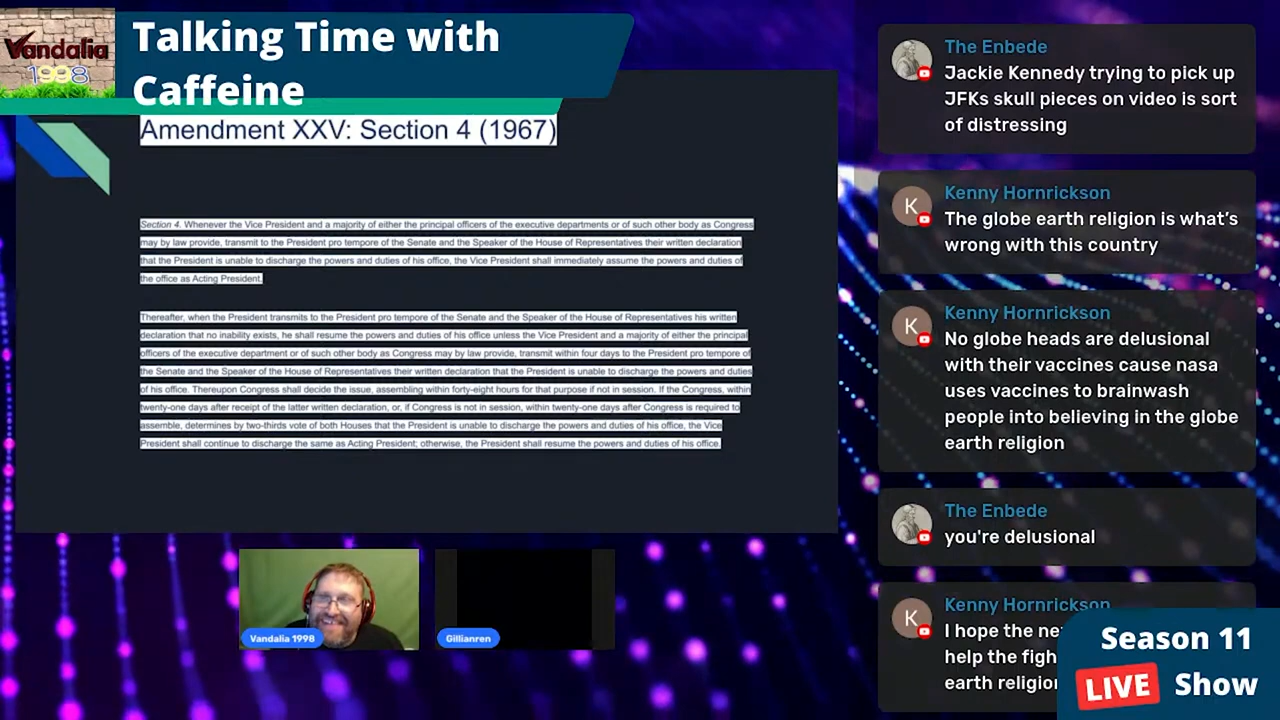 Vandalia
1998
Talking Time with
Caffeine
Amendment XXV: Section 4 (1967)
Section 4. Whenever the Vice President and a majority of either the principal officers of the executive departments or of such other body as Congress
may by law provide, transmit to the President pro tempore of the Senate and the Speaker of the House of Representatives their written declaration
that the President is unable to discharge the powers and duties of his office, the Vice President shall immediately assume the powers and duties of
the office as Acting President.
Thereafter, when the President transmits to the President pro tempore of the Senate and the Speaker of the House of Representatives his written
declaration that no inability exists, he shall resume the powers and duties of his office unless the Vice President and a majority of either the principal
officers of the executive department or of such other body as Congress may by law provide, transmit within four days to the President pro tempore of
the Senate and the Speaker of the House of Representatives their written declaration that the President is unable to discharge the powers and duties
of his office. Thereupon Congress shall decide the issue, assembling within forty-eight hours for that purpose if not in session. If the Congress, within
twenty-one days after receipt of the latter written declaration, or, if Congress is not in session, within twenty-one days after Congress is required to
assemble, determines by two-thirds vote of both Houses that the President is unable to discharge the powers and duties of his office, the Vice
President shall continue to discharge the same as Acting President; otherwise, the President shall resume the powers and duties of his office.
Vandalia 1998
Gillianren
The Enbede
Jackie Kennedy trying to pick up
JFKs skull pieces on video is sort
of distressing
K
Kenny Hornrickson
The globe earth religion is what's
wrong with this country
K
Kenny Hornrickson
No globe heads are delusional
with their vaccines cause nasa
uses vaccines to brainwash
people into believing in the globe
earth religion
The Enbede
you're delusional
K
Kenny Hornrickson
I hope the
help the
earth
Season 11
LIVE Show